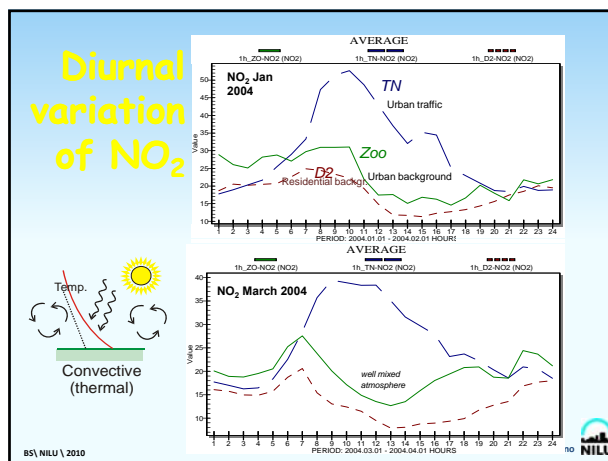 Diurnal
variation
of NO2
AVERAGE
1h_ZO-NO2 (NO2) 1h_TN-NO2 (NO2) 1h_D2-NO2 (NO2)
NO2 Jan
2004
TN
Urban traffic
Zoo
Urban background
D2
Residential backgr.
Value
50
45
40
35
30
25
20
15
10
1 2 3 4 5 6 7 8 9 10 11 12 13 14 15 16 17 18 19 20 21 22 23 24
PERIOD: 2004.01.01 - 2004.02.01 HOURS
AVERAGE
1h_ZO-NO2 (NO2) 1h_TN-NO2 (NO2) 1h_D2-NO2 (NO2)
NO2 March 2004
well mixed
atmosphere
Value
40
35
30
25
20
15
10
1 2 3 4 5 6 7 8 9 10 11 12 13 14 15 16 17 18 19 20 21 22 23 24
PERIOD: 2004.03.01 - 2004.04.01 HOURS
Temp.
Convective
(thermal)
BS\ NILU \ 2010
no
NILU